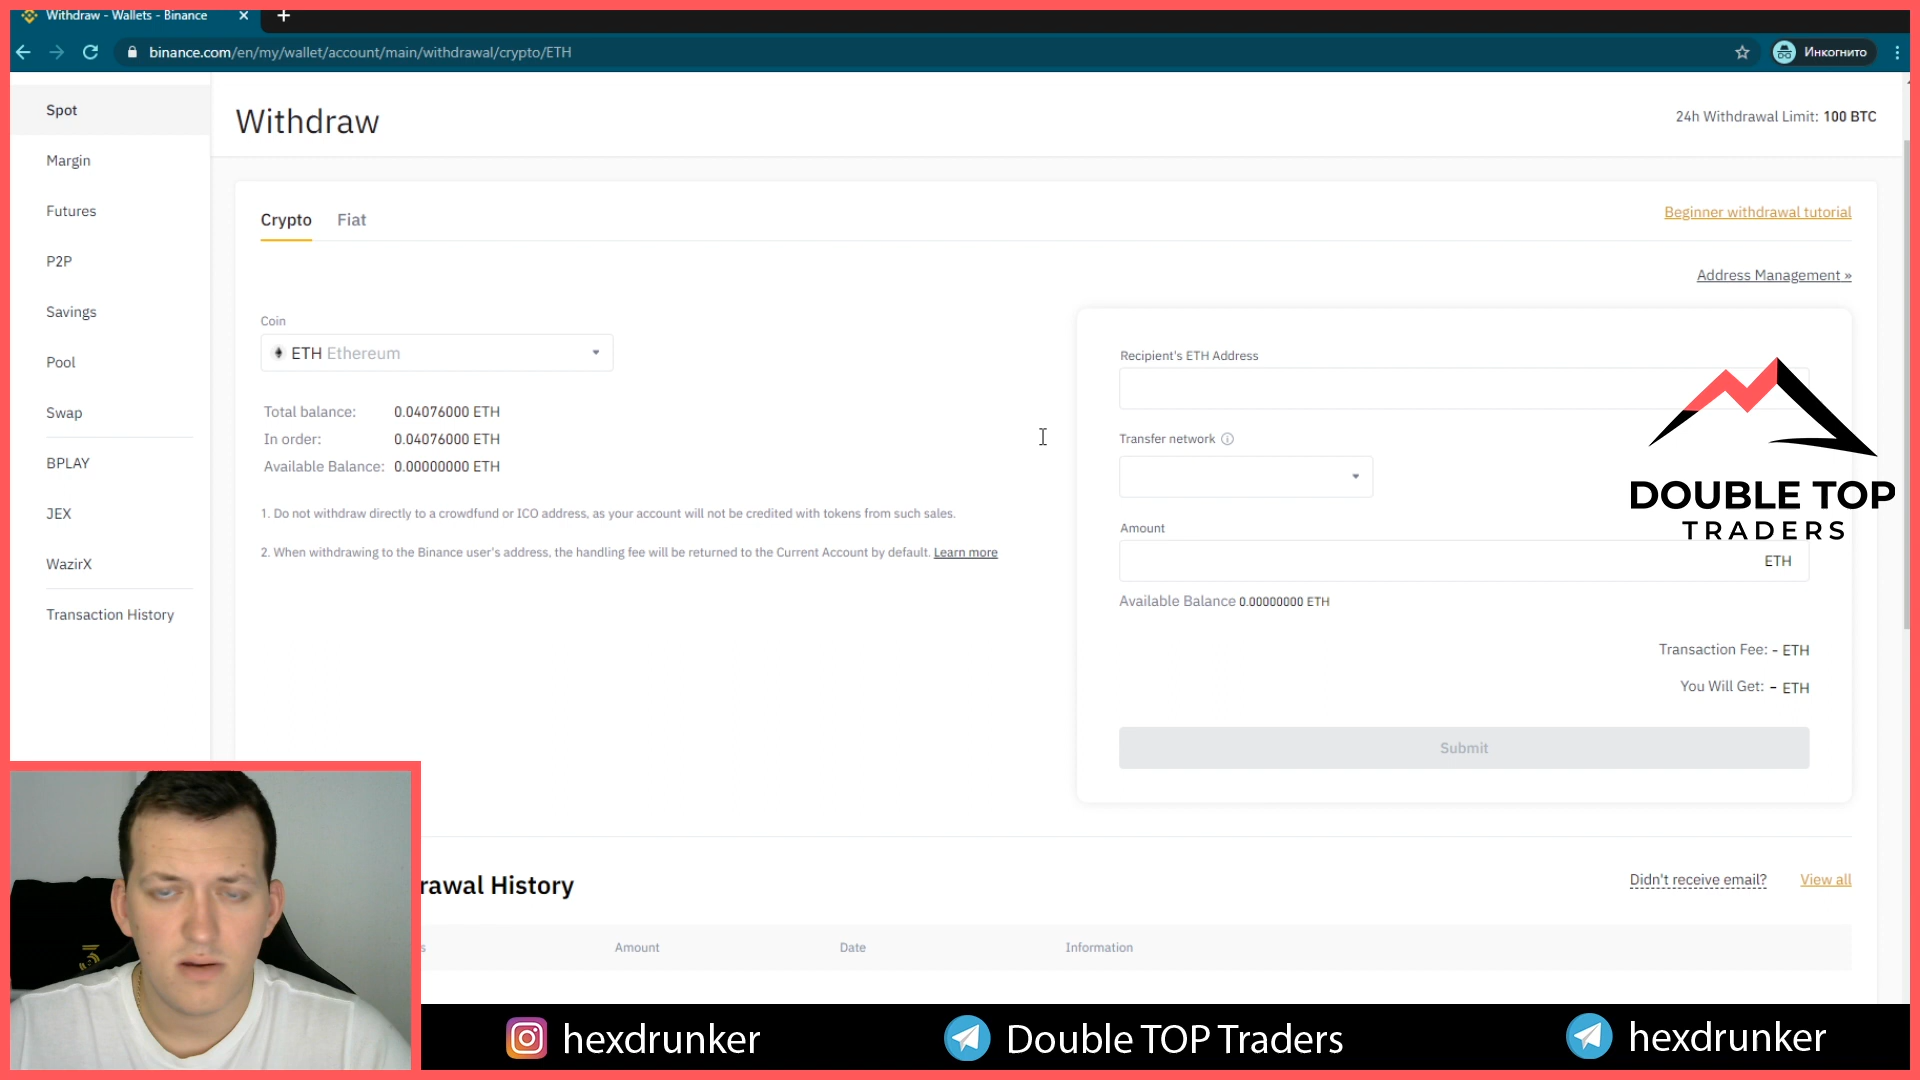 Withdraw - Wallets - Binance
binance.com/en/my/wallet/account/main/withdrawal/crypto/ETH
Инкогнито
Spot
Margin
Futures
P2P
Savings
Pool
Swap
BPLAY
JEX
WazirX
Transaction History
Withdraw
24h Withdrawal Limit: 100 BTC
Crypto Fiat
Beginner withdrawal tutorial
Address Management »
Coin
ETH Ethereum
Total balance: 0.04076000 ETH
In order: 0.04076000 ETH
Available Balance: 0.00000000 ETH
1. Do not withdraw directly to a crowdfund or ICO address, as your account will not be credited with tokens from such sales.
2. When withdrawing to the Binance user's address, the handling fee will be returned to the Current Account by default. Learn more
Recipient's ETH Address
Transfer network
Amount
ETH
Available Balance 0.00000000 ETH
Transaction Fee: - ETH
You Will Get: - ETH
Submit
DOUBLE TOP
TRADERS
rawal History
Didn't receive email? View all
s Amount Date Information
hexdrunker
Double TOP Traders
hexdrunker